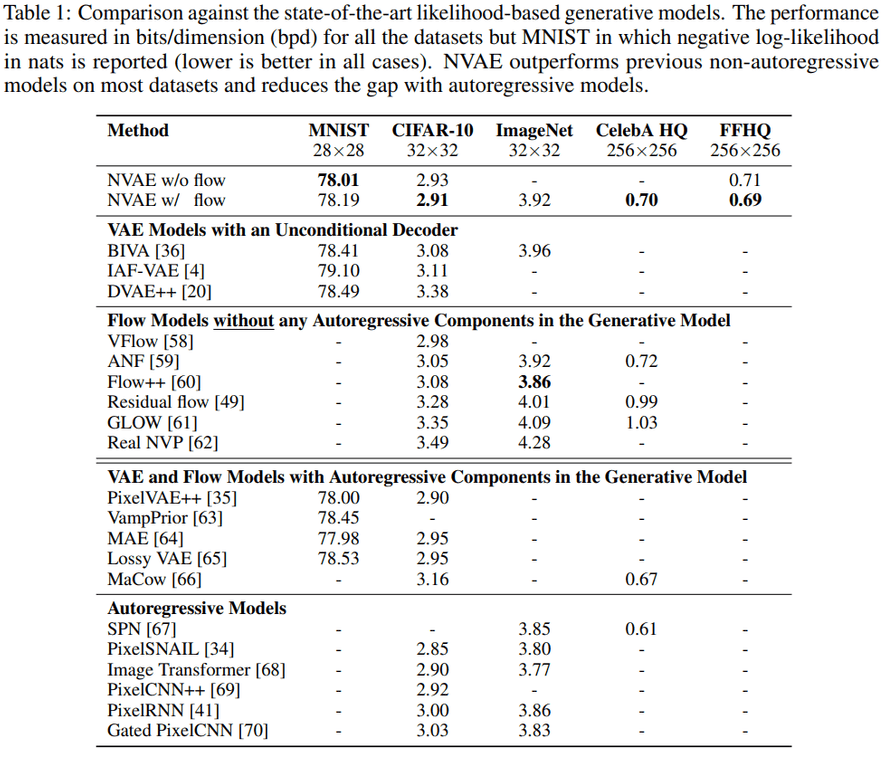 Table 1: Comparison against the state-of-the-art likelihood-based generative models. The performance
is measured in bits/dimension (bpd) for all the datasets but MNIST in which negative log-likelihood
in nats is reported (lower is better in all cases). NVAE outperforms previous non-autoregressive
models on most datasets and reduces the gap with autoregressive models.
Method MNIST CIFAR-10 ImageNet CelebA HQ FFHQ
28×28 32×32 32×32 256×256 256×256
NVAE w/o flow 78.01 2.93 - - 0.71
NVAE w/ flow 78.19 2.91 3.92 0.70 0.69
VAE Models with an Unconditional Decoder
BIVA [36] 78.41 3.08 3.96 - -
IAF-VAE [4] 79.10 3.11 - - -
DVAE++ [20] 78.49 3.38 - - -
Flow Models without any Autoregressive Components in the Generative Model
VFlow [58] - 2.98 - - -
ANF [59] - 3.05 3.92 0.72 -
Flow++ [60] - 3.08 3.86 - -
Residual flow [49] - 3.28 4.01 0.99 -
GLOW [61] - 3.35 4.09 1.03 -
Real NVP [62] - 3.49 4.28 - -
VAE and Flow Models with Autoregressive Components in the Generative Model
PixelVAE++ [35] 78.00 2.90 - - -
VampPrior [63] 78.45 - - - -
MAE [64] 77.98 2.95 - - -
Lossy VAE [65] 78.53 2.95 - - -
MaCow [66] - 3.16 - 0.67 -
Autoregressive Models
SPN [67] - - 3.85 0.61 -
PixelSNAIL [34] - 2.85 3.80 - -
Image Transformer [68] - 2.90 3.77 - -
PixelCNN++ [69] - 2.92 - - -
PixelRNN [41] - 3.00 3.86 - -
Gated PixelCNN [70] - 3.03 3.83 - -